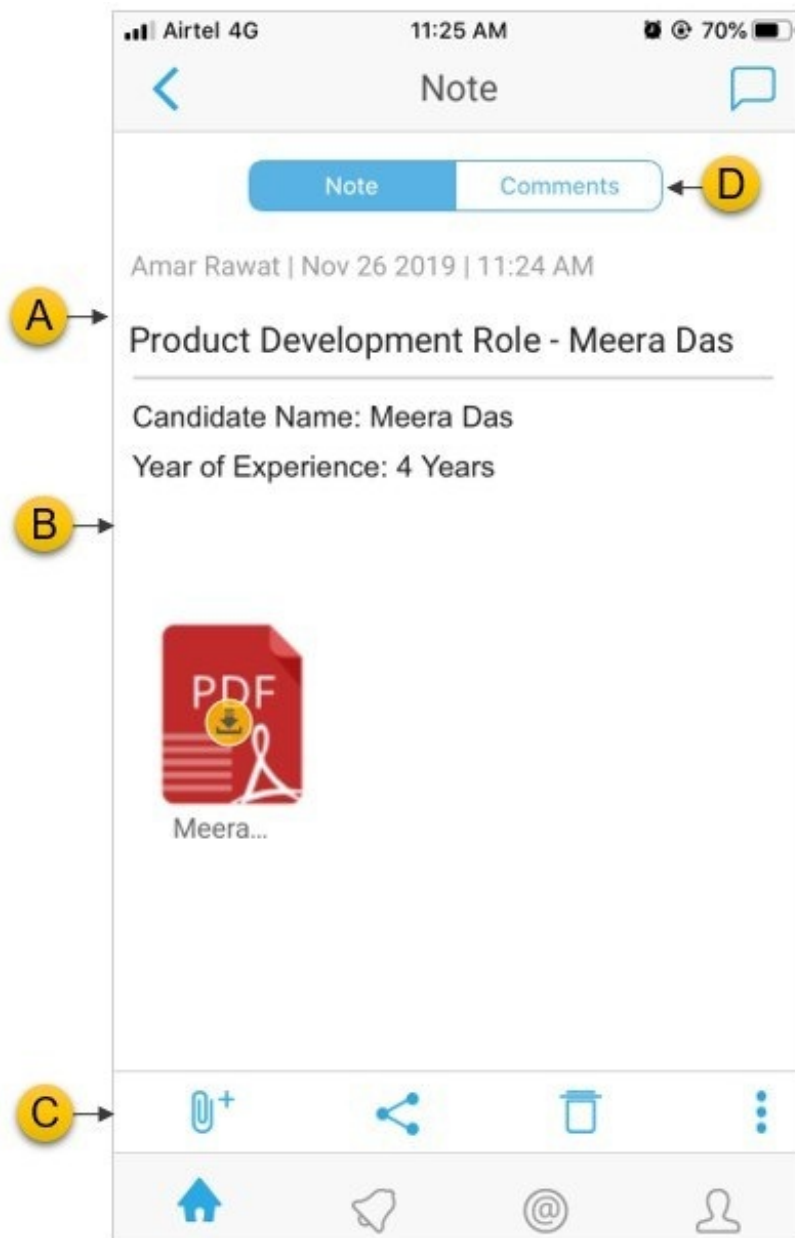 Airtel 4G 11:25 AM 70%
Note
Note Comments
D
Amar Rawat | Nov 26 2019 | 11:24 AM
A
Product Development Role - Meera Das
Candidate Name: Meera Das
Year of Experience: 4 Years
B
PDF
Meera...
C
@